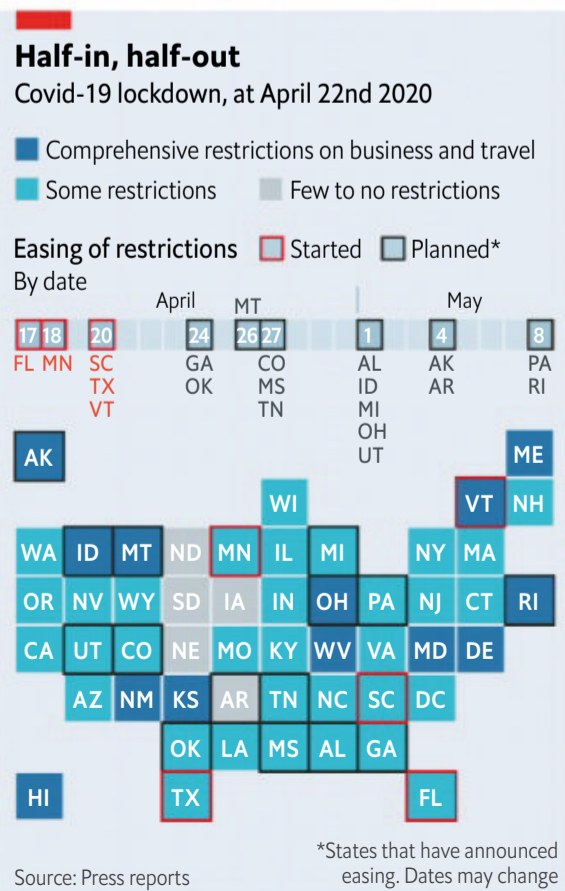 Half-in, half-out
Covid-19 lockdown, at April 22nd 2020
Comprehensive restrictions on business and travel
Some restrictions Few to no restrictions
Easing of restrictions Started Planned*
By date
April MT May
17 18 20 24 26 27 1 4 8
FL MN SC GA CO AL AK PA
TX OK MS ID AR RI
VT TN MI
OH
UT
AK ME
WI VT NH
WA ID MT ND MN IL MI NY MA
OR NV WY SD IA IN OH PA NJ CT RI
CA UT CO NE MO KY WV VA MD DE
AZ NM KS AR TN NC SC DC
OK LA MS AL GA
HI TX FL
*States that have announced
Source: Press reports easing. Dates may change